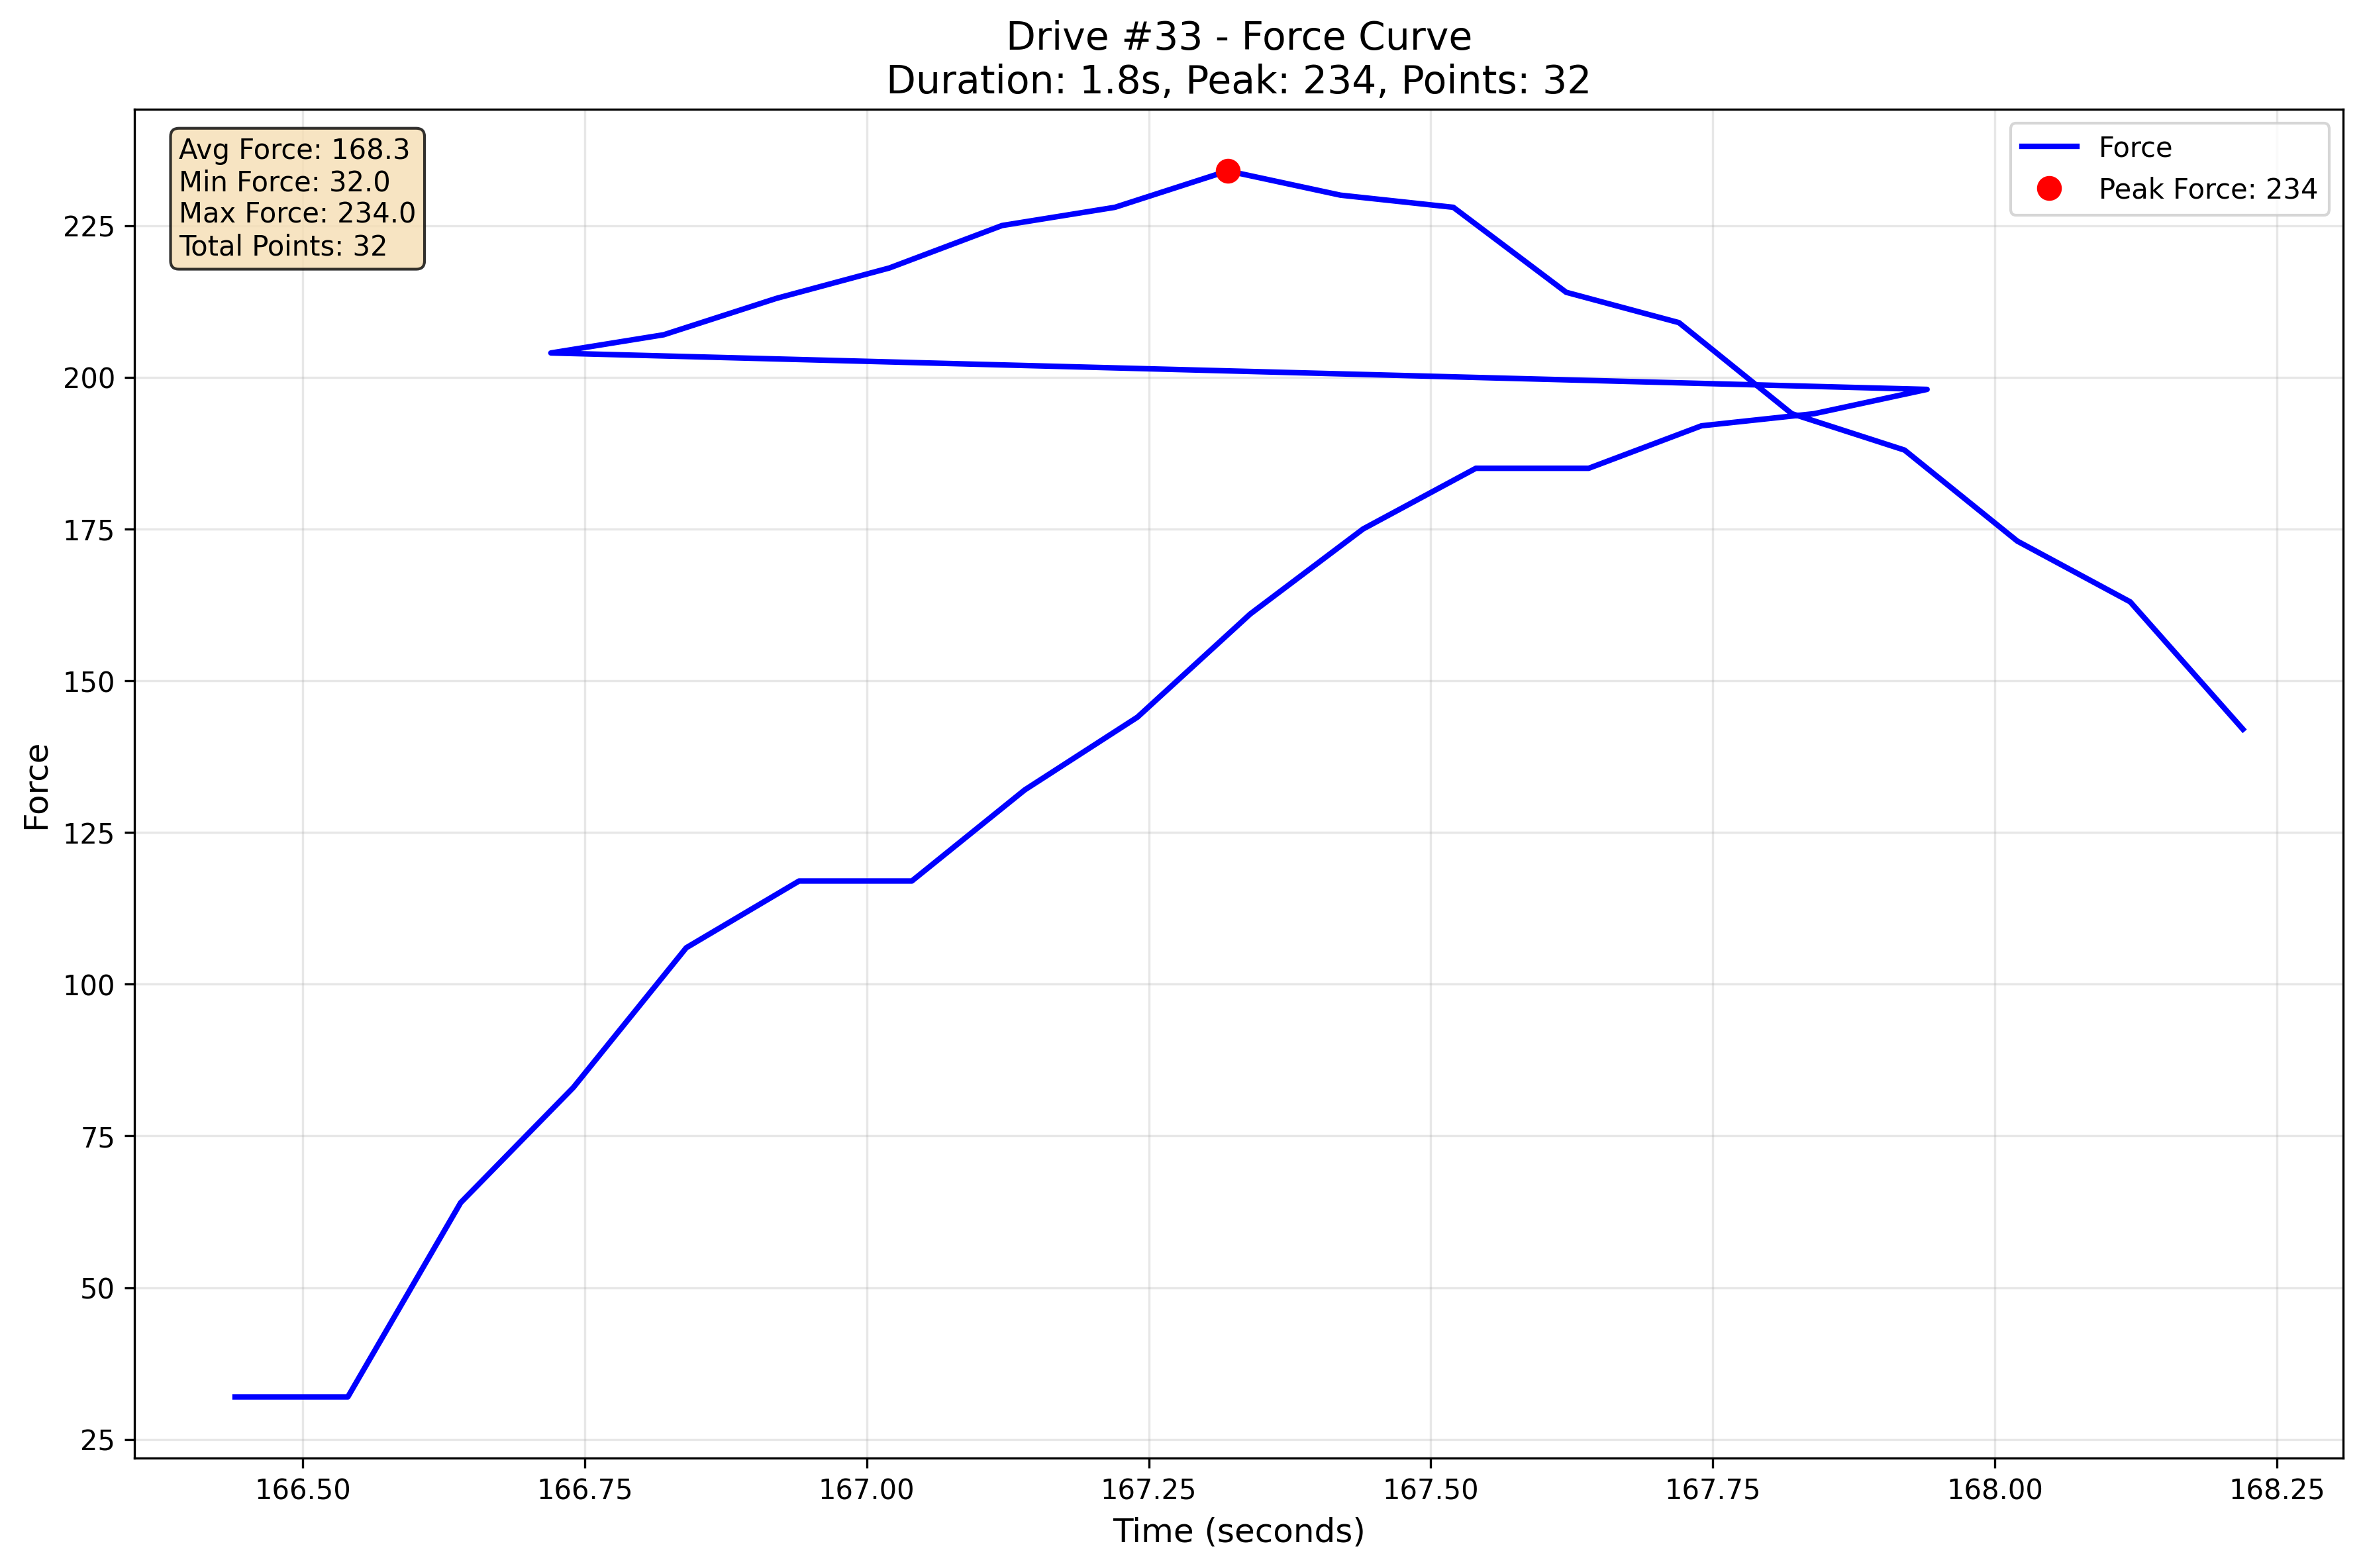 Drive #33 - Force Curve
Duration: 1.8s, Peak: 234, Points: 32
Avg Force: 168.3
Min Force: 32.0
Max Force: 234.0
Total Points: 32
Force
Peak Force: 234
225
200
175
150
125
100
75
50
25
Force
166.50 166.75 167.00 167.25 167.50 167.75 168.00 168.25
Time (seconds)